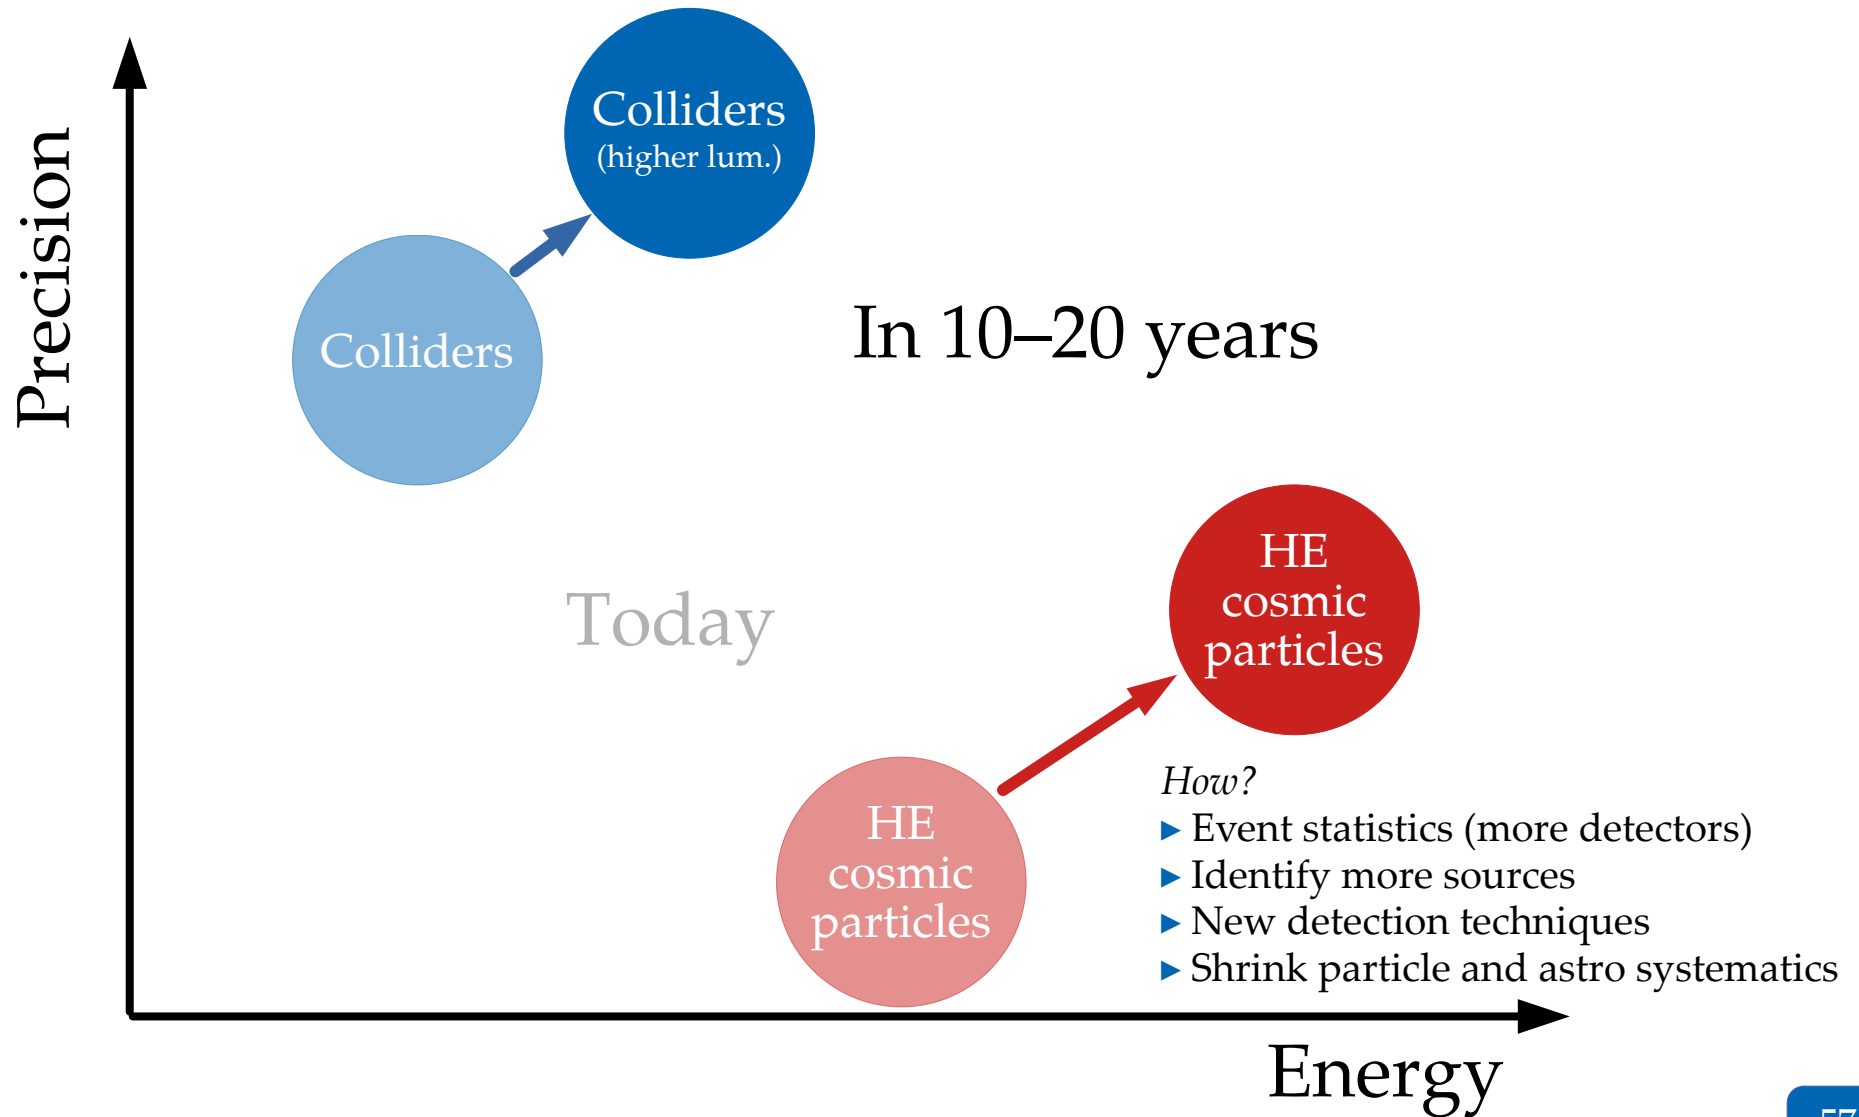 Precision
Colliders
(higher lum.)
Colliders
In 10–20 years
Today
HE
cosmic
particles
HE
cosmic
particles
How?
► Event statistics (more detectors)
► Identify more sources
► New detection techniques
► Shrink particle and astro systematics
Energy
57